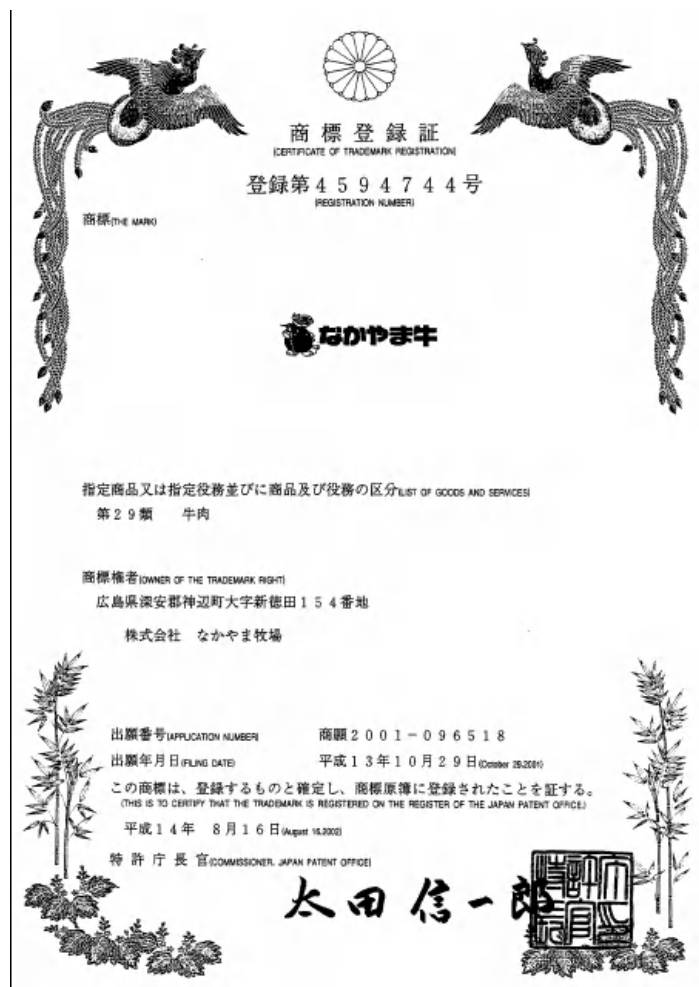 商標登録証
(CERTIFICATE OF TRADEMARK REGISTRATION)
登録第4594744号
(REGISTRATION NUMBER)
商標(THE MARK)
なかやま牛
指定商品又は指定役務並びに商品及び役務の区分(LIST OF GOODS AND SERVICES)
第29類 牛肉
商標権者(OWNER OF THE TRADEMARK RIGHT)
広島県深安郡神辺町大字新徳田154番地
株式会社 なかやま牧場
出願番号(APPLICATION NUMBER) 商願2001-096518
出願年月日(FILING DATE) 平成13年10月29日(October 29,2001)
この商標は、登録するものと確定し、商標原簿に登録されたことを証する。
(THIS IS TO CERTIFY THAT THE TRADEMARK IS REGISTERED ON THE REGISTER OF THE JAPAN PATENT OFFICE.)
平成14年 8月16日(August 16,2002)
特許庁長官(COMMISSIONER, JAPAN PATENT OFFICE)
太田信一郎